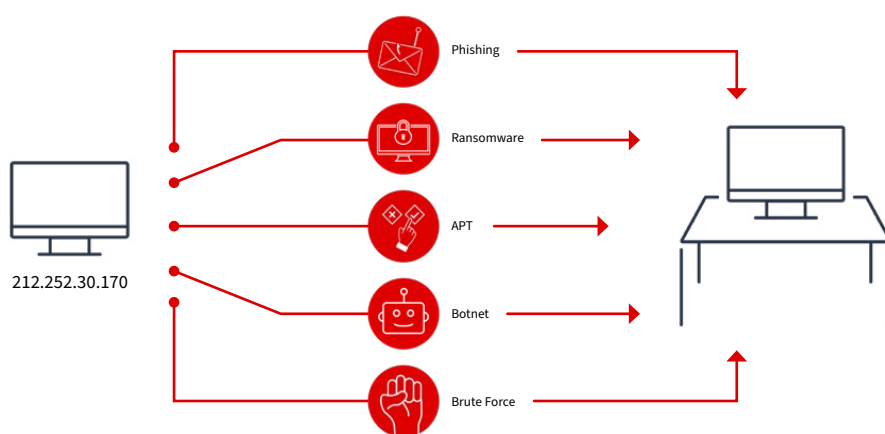 Phishing
Ransomware
APT
212.252.30.170
Botnet
Brute Force